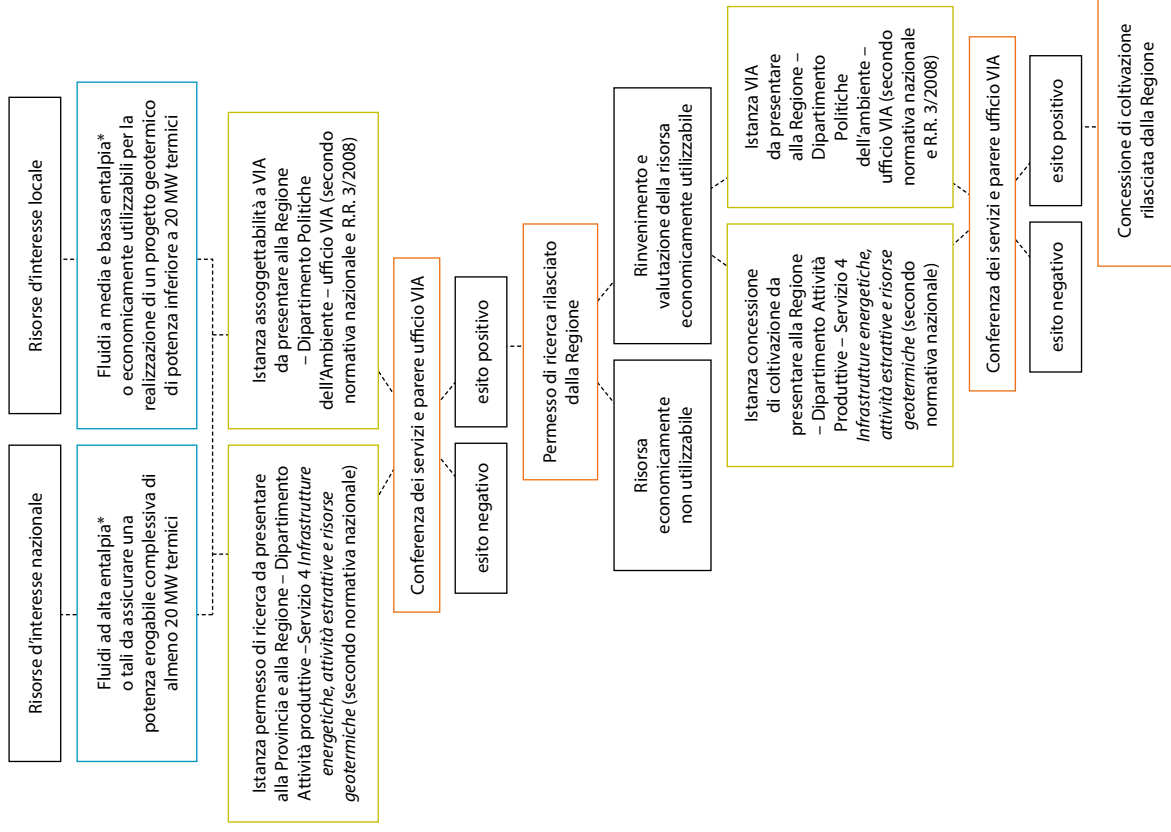 Risorse d'interesse nazionale
Risorse d'interesse locale
Fluidi ad alta entalpia*
o tali da assicurare una
potenza erogabile complessiva di
almeno 20 MW termici
Fluidi a media e bassa entalpia*
o economicamente utilizzabili per la
realizzazione di un progetto geotermico
di potenza inferiore a 20 MW termici
Istanza permesso di ricerca da presentare
alla Provincia e alla Regione – Dipartimento
Attività produttive –Servizio 4 Infrastrutture
energetiche, attività estrattive e risorse
geotermiche (secondo normativa nazionale)
Istanza assoggettabilità a VIA
da presentare alla Regione
– Dipartimento Politiche
dell'Ambiente – ufficio VIA (secondo
normativa nazionale e R.R. 3/2008)
Conferenza dei servizi e parere ufficio VIA
esito negativo
esito positivo
Permesso di ricerca rilasciato
dalla Regione
Risorsa
economicamente
non utilizzabile
Rinvenimento e
valutazione della risorsa
economicamente utilizzabile
Istanza concessione
di coltivazione da
presentare alla Regione
– Dipartimento Attività
Produttive – Servizio 4
Infrastrutture energetiche,
attività estrattive e risorse
geotermiche (secondo
normativa nazionale)
Istanza VIA
da presentare
alla Regione –
Dipartimento
Politiche
dell'ambiente –
ufficio VIA (secondo
normativa nazionale
e R.R. 3/2008)
Conferenza dei servizi e parere ufficio VIA
esito negativo
esito positivo
Concessione di coltivazione
rilasciata dalla Regione